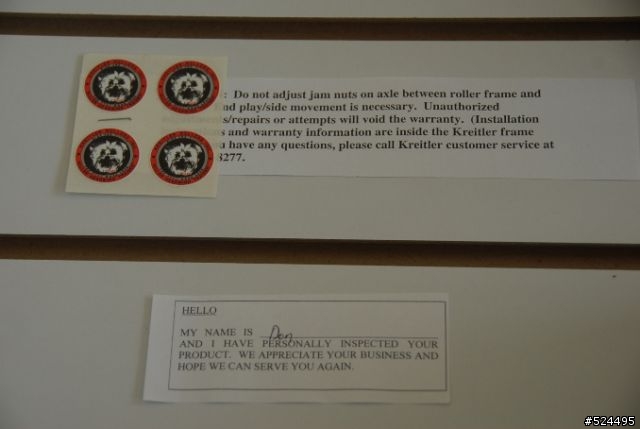 : Do not adjust jam nuts on axle between roller frame and
play/side movement is necessary. Unauthorized
/repairs or attempts will void the warranty. (Installation
and warranty information are inside the Kreitler frame
have any questions, please call Kreitler customer service at
8277.
HELLO
MY NAME IS Don
AND I HAVE PERSONALLY INSPECTED YOUR
PRODUCT. WE APPRECIATE YOUR BUSINESS AND
HOPE WE CAN SERVE YOU AGAIN.
#524495